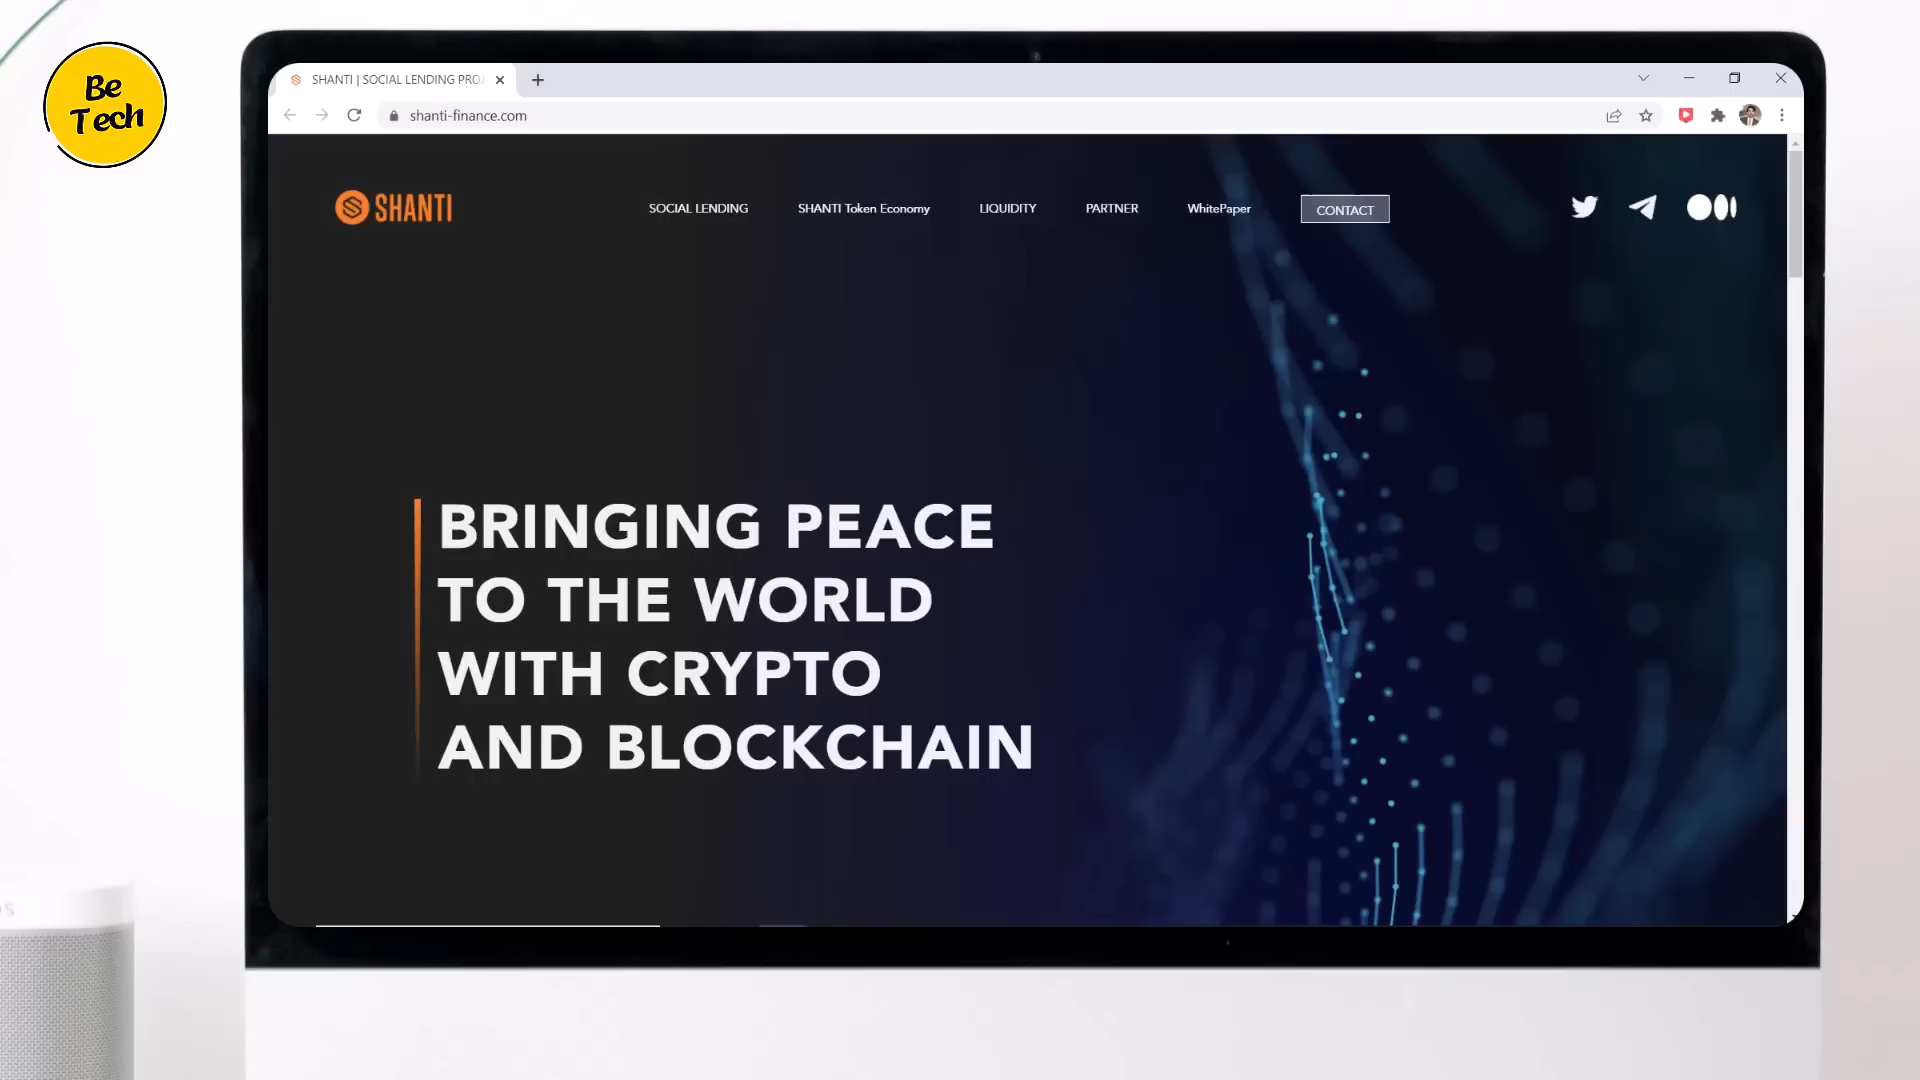 Be
Tech
SHANTI | SOCIAL LENDING PROJ
shanti-finance.com
SHANTI
SOCIAL LENDING
SHANTI Token Economy
LIQUIDITY
PARTNER
WhitePaper
CONTACT
BRINGING PEACE
TO THE WORLD
WITH CRYPTO
AND BLOCKCHAIN